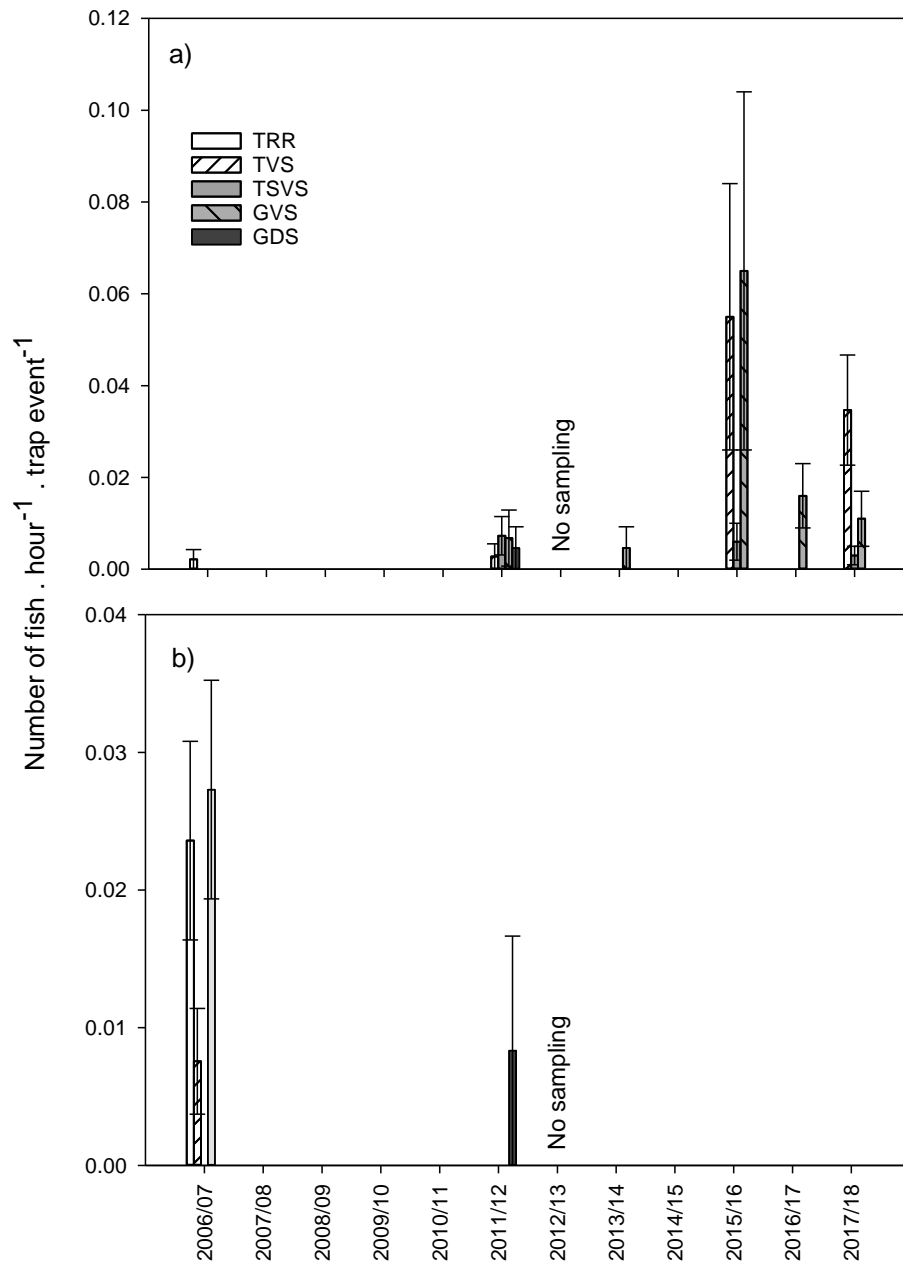 Number of fish . hour-1 . trap event-1
a)
0.12
0.10
0.08
0.06
0.04
0.02
0.00
TRR
TVS
TSVS
GVS
GDS
No sampling
b)
0.04
0.03
0.02
0.01
0.00
No sampling
2006/07
2007/08
2008/09
2009/10
2010/11
2011/12
2012/13
2013/14
2014/15
2015/16
2016/17
2017/18